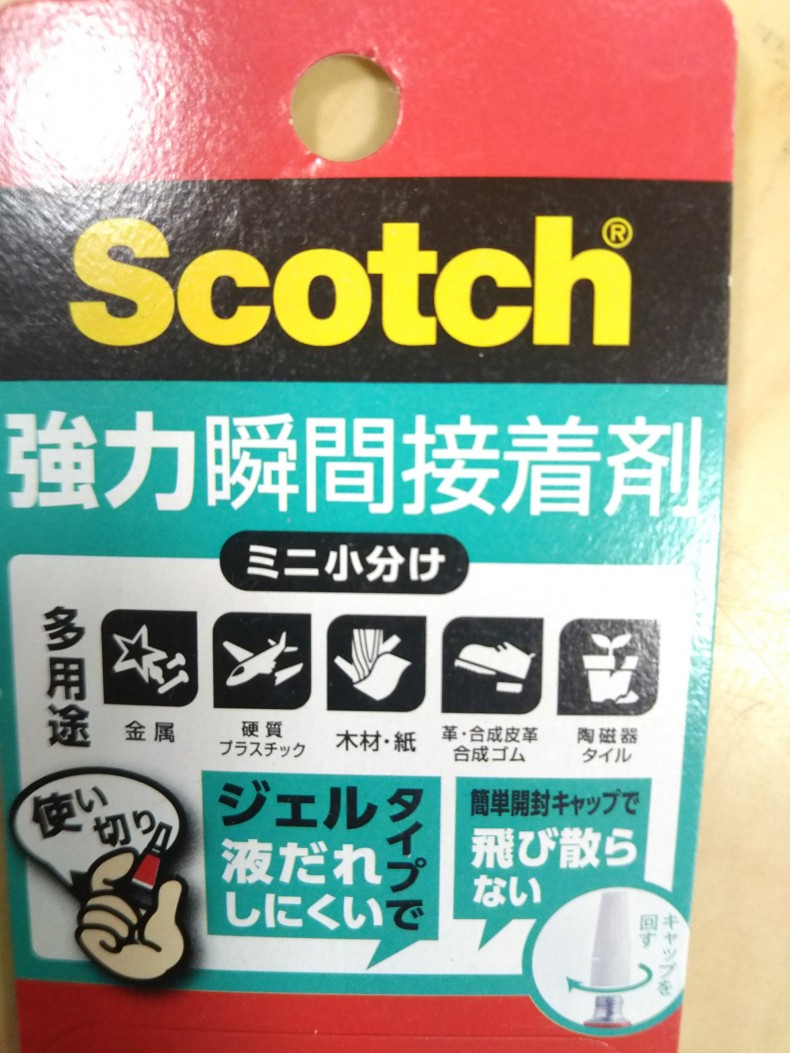 Scotch®
強力瞬間接着剤
ミニ小分け
多用途
金属
硬質
プラスチック
木材・紙
革・合成皮革
合成ゴム
陶磁器
タイル
使い
切り
ジェルタイプで
液だれ
しにくい
簡単開封キャップで
飛び散ら
ない
キャップを
回す